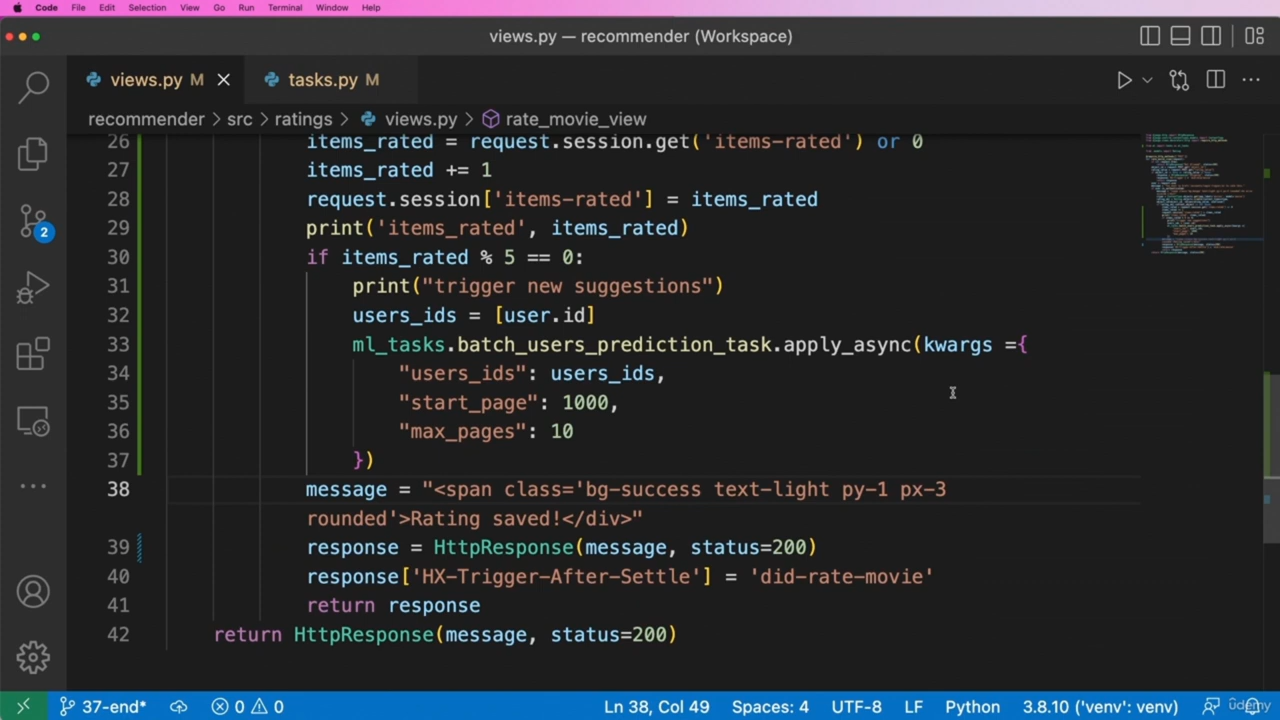 Code File Edit Selection View Go Run Terminal Window Help
views.py — recommender (Workspace)
views.py M tasks.py M
recommender > src > ratings > views.py > rate_movie_view
26 items_rated = request.session.get('items-rated') or 0
27 items_rated += 1
28 request.session['items-rated'] = items_rated
29 print('items_rated', items_rated)
30 if items_rated % 5 == 0:
31 print("trigger new suggestions")
32 users_ids = [user.id]
33 ml_tasks.batch_users_prediction_task.apply_async(kwargs ={
34 "users_ids": users_ids,
35 "start_page": 1000,
36 "max_pages": 10
37 })
38 message = "<span class='bg-success text-light py-1 px-3
rounded'>Rating saved!</div>"
39 response = HttpResponse(message, status=200)
40 response['HX-Trigger-After-Settle'] = 'did-rate-movie'
41 return response
42 return HttpResponse(message, status=200)
2
37-end* 0 0 Ln 38, Col 49 Spaces: 4 UTF-8 LF Python 3.8.10 ('venv': venv)
udemy